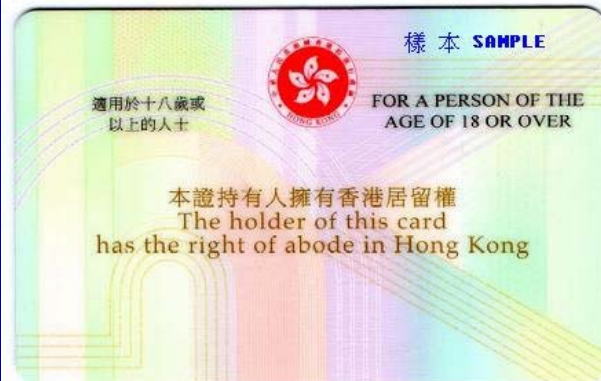 樣本 SAMPLE
HONG KONG
適用於十八歲或
以上的人士
FOR A PERSON OF THE
AGE OF 18 OR OVER
本證持有人擁有香港居留權
The holder of this card
has the right of abode in Hong Kong